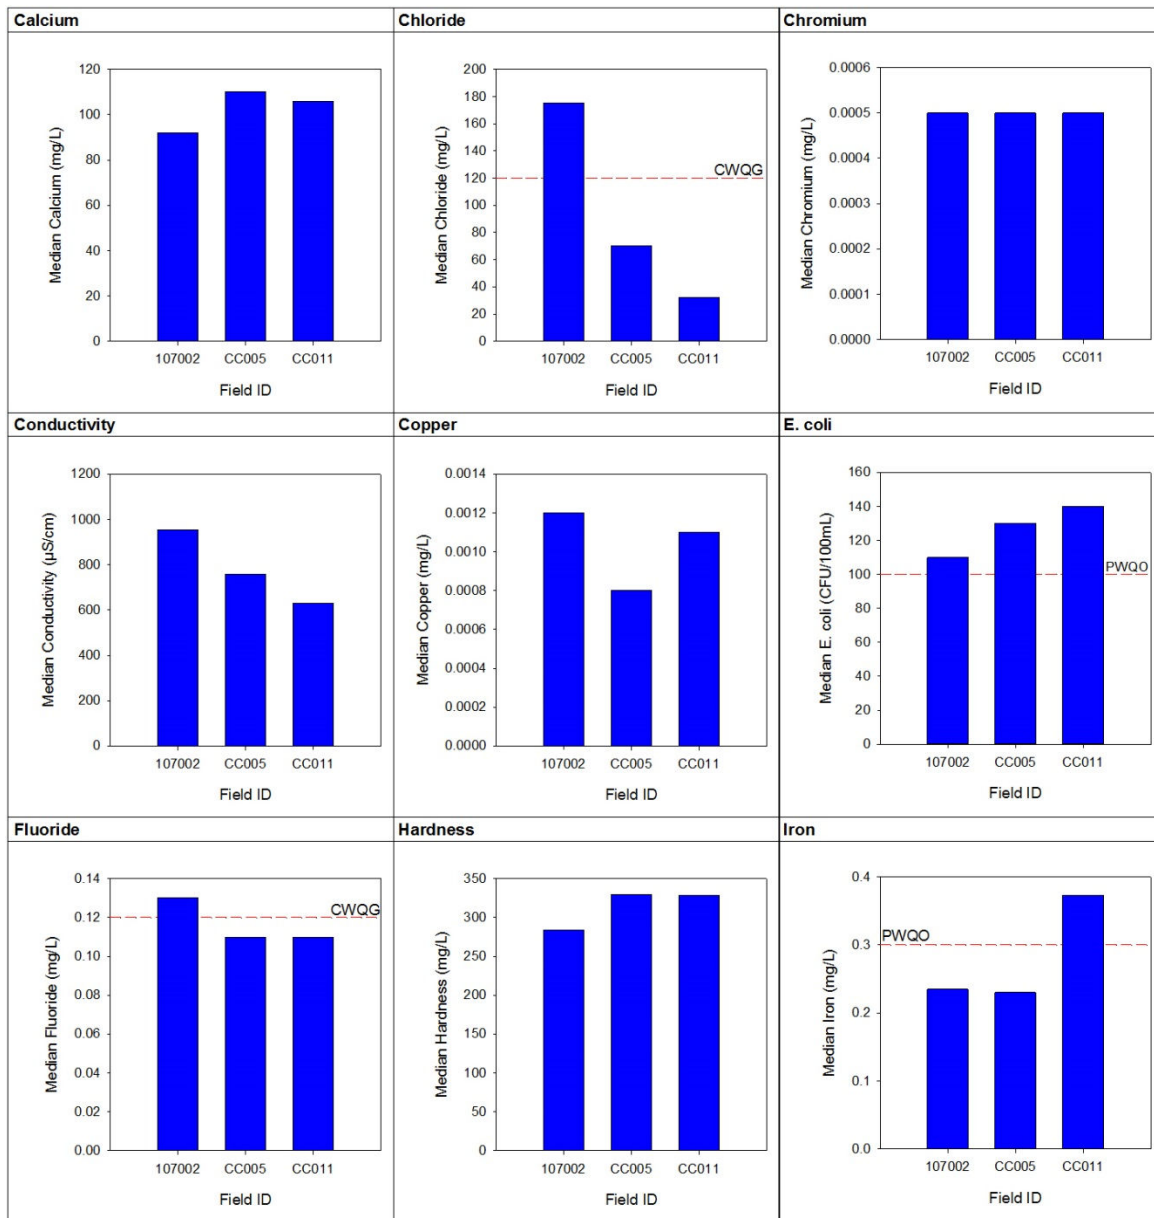 Calcium
Median Calcium (mg/L)
120
100
80
60
40
20
0
107002 CC005 CC011
Field ID
Chloride
Median Chloride (mg/L)
200
180
160
140
120
100
80
60
40
20
0
CWQG
107002 CC005 CC011
Field ID
Chromium
Median Chromium (mg/L)
0.0006
0.0005
0.0004
0.0003
0.0002
0.0001
0.0000
107002 CC005 CC011
Field ID
Conductivity
Median Conductivity (µS/cm)
1200
1000
800
600
400
200
0
107002 CC005 CC011
Field ID
Copper
Median Copper (mg/L)
0.0014
0.0012
0.0010
0.0008
0.0006
0.0004
0.0002
0.0000
107002 CC005 CC011
Field ID
E. coli
Median E. coli (CFU/100mL)
160
140
120
100
80
60
40
20
0
PWQO
107002 CC005 CC011
Field ID
Fluoride
Median Fluoride (mg/L)
0.14
0.12
0.10
0.08
0.06
0.04
0.02
0.00
CWQG
107002 CC005 CC011
Field ID
Hardness
Median Hardness (mg/L)
350
300
250
200
150
100
50
0
107002 CC005 CC011
Field ID
Iron
Median Iron (mg/L)
0.4
0.3
0.2
0.1
0.0
PWQO
107002 CC005 CC011
Field ID